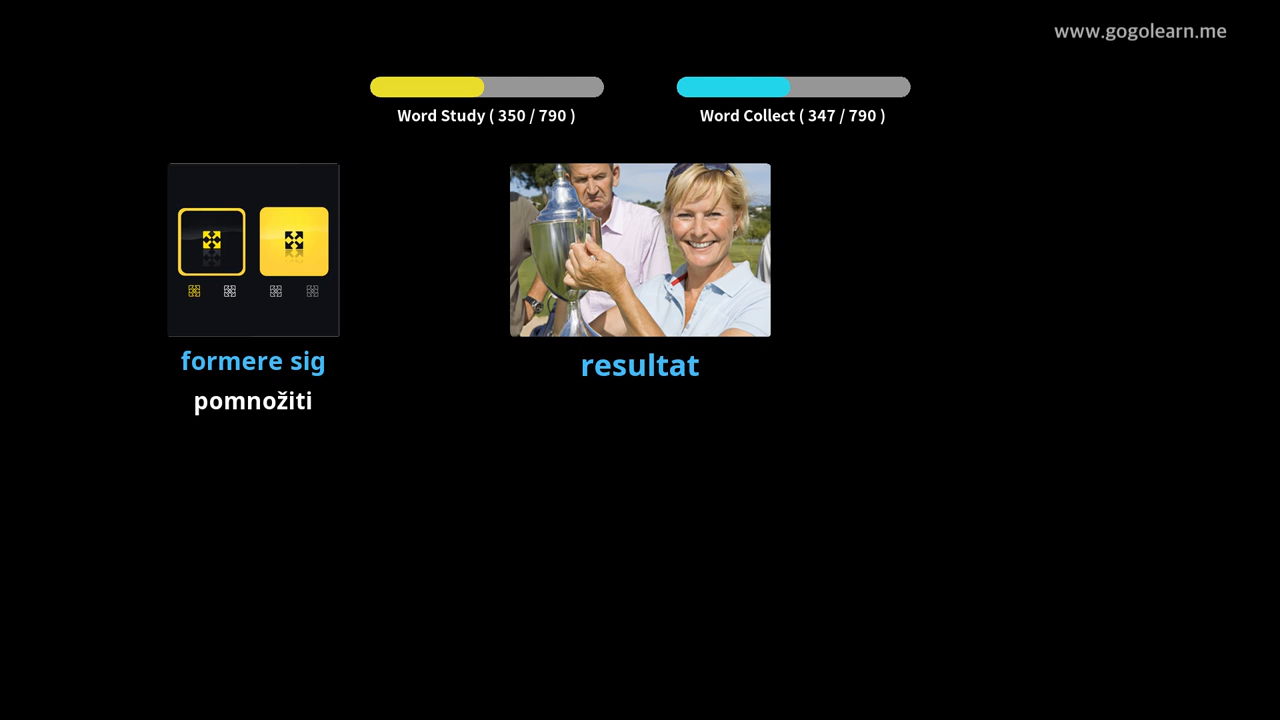 www.gogolearn.me
Word Study ( 350 / 790 )
Word Collect ( 347 / 790 )
formere sig
pomnožiti
resultat